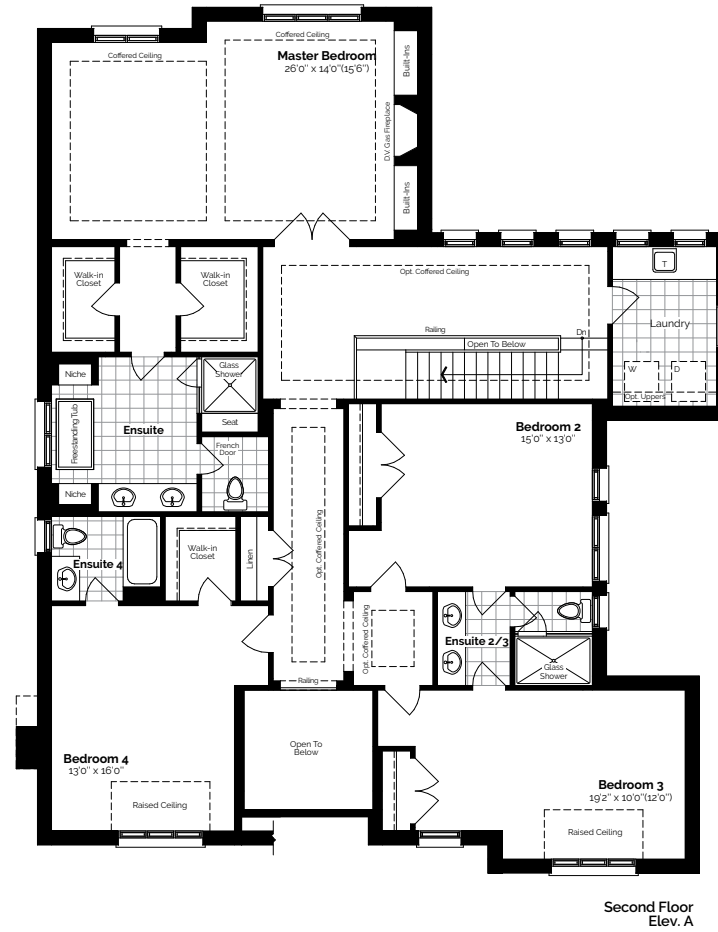 Coffered Ceiling
Coffered Ceiling
Master Bedroom
26'0" x 14'0"(15'6")
Built-Ins
D.V. Gas Fireplace
Built-Ins
Walk-in
Closet
Walk-in
Closet
Opt. Coffered Ceiling
T
Laundry
Railing
Open To Below
Dn
W
D
Opt. Uppers
Niche
Glass
Shower
Seat
Freestanding Tub
Ensuite
French
Door
Niche
Bedroom 2
15'0" x 13'0"
Opt. Coffered Ceiling
Ensuite 4
Walk-in
Closet
Linen
Opt. Coffered Ceiling
Ensuite 2/3
Glass
Shower
Railing
Open To
Below
Bedroom 4
13'0" x 16'0"
Raised Ceiling
Bedroom 3
19'2" x 10'0"(12'0")
Raised Ceiling
Second Floor
Elev. A